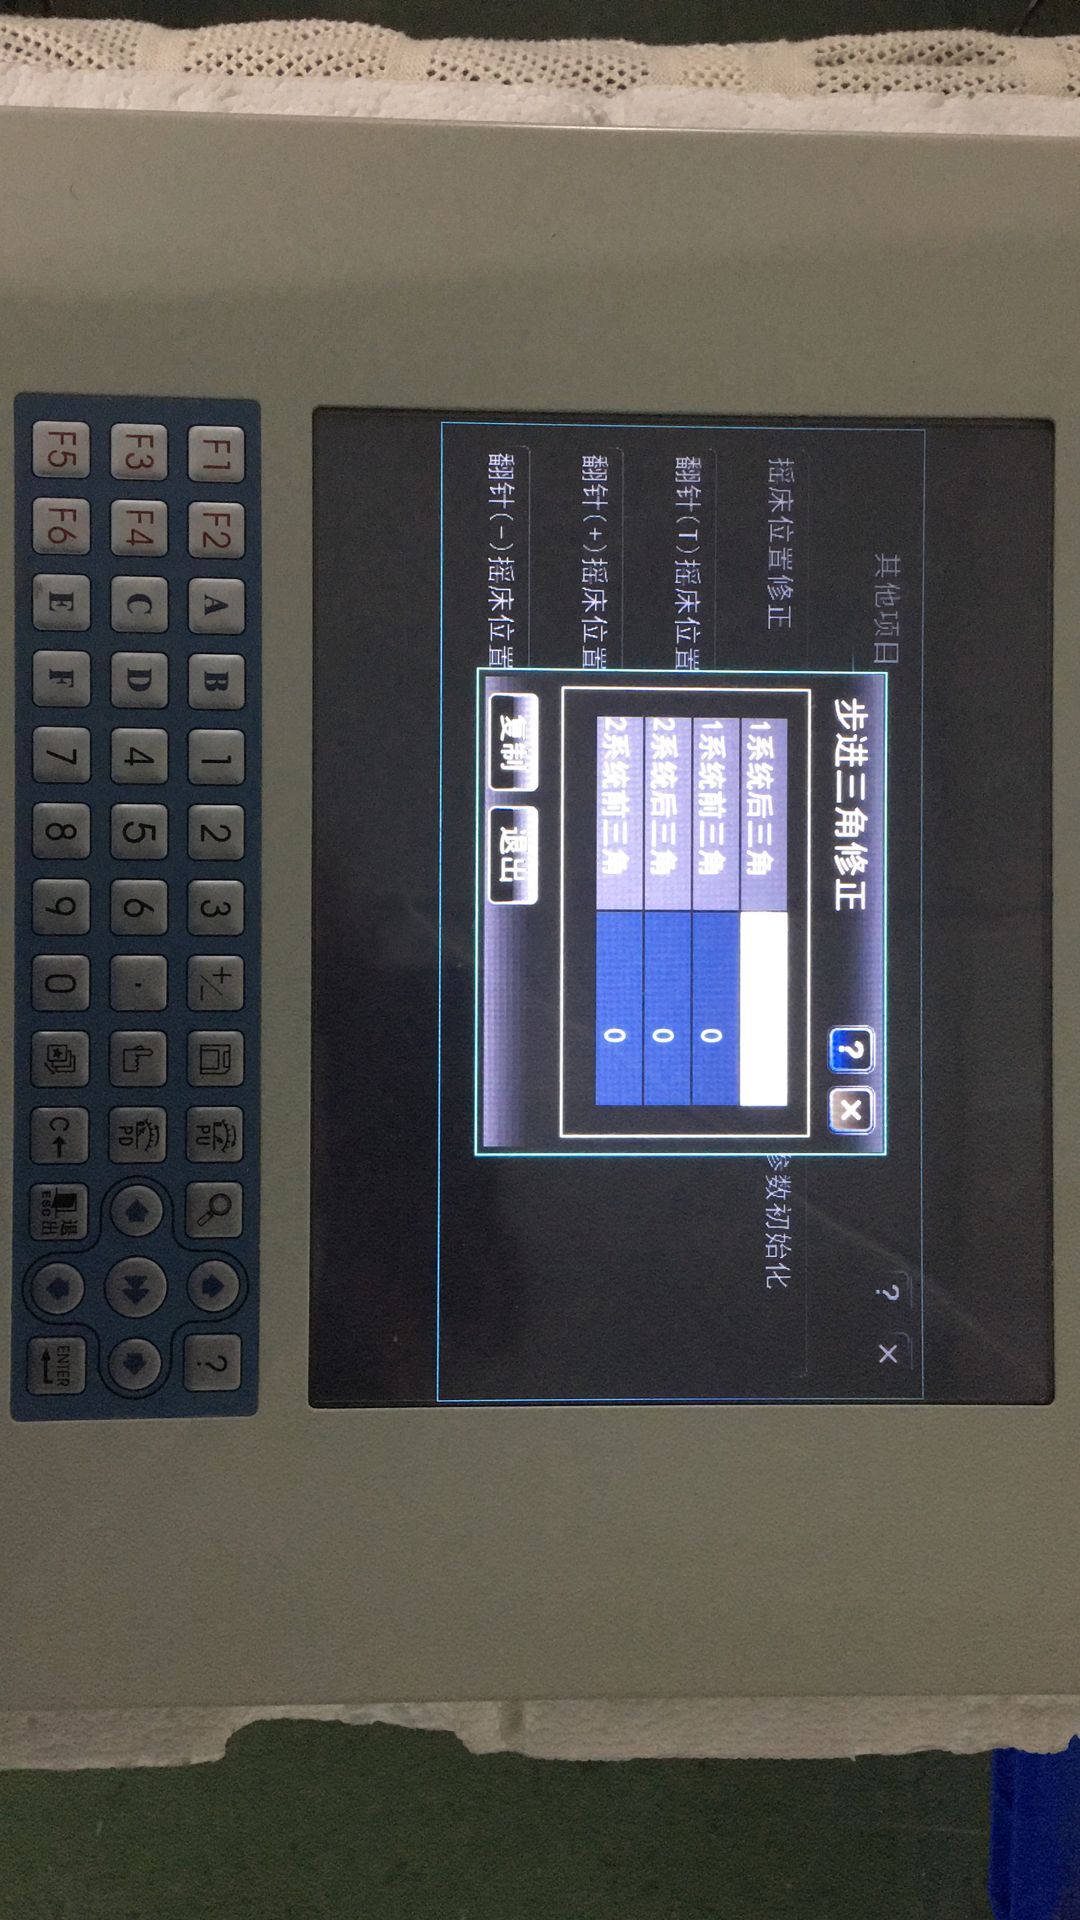 其他项目
?
×
摇床位置修正
参数初始化
翻针(T)摇床位置
翻针(+)摇床位置
翻针(-)摇床位置
步进三角修正
?
×
1系统后三角
1系统前三角 0
2系统后三角 0
2系统前三角 0
复制 退出
F1 F2 A B 1 2 3 +/- PU ?
F3 F4 C D 4 5 6 . PD
F5 F6 E F 7 8 9 0 C← 退出 ESC ENTER